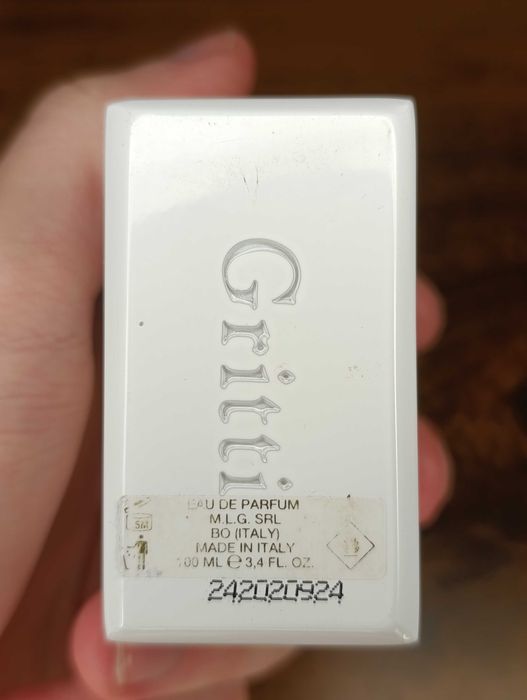 Gritti
EAU DE PARFUM
M.L.G. SRL
BO (ITALY)
MADE IN ITALY
100 ML ℮ 3,4 FL. OZ.
242020924